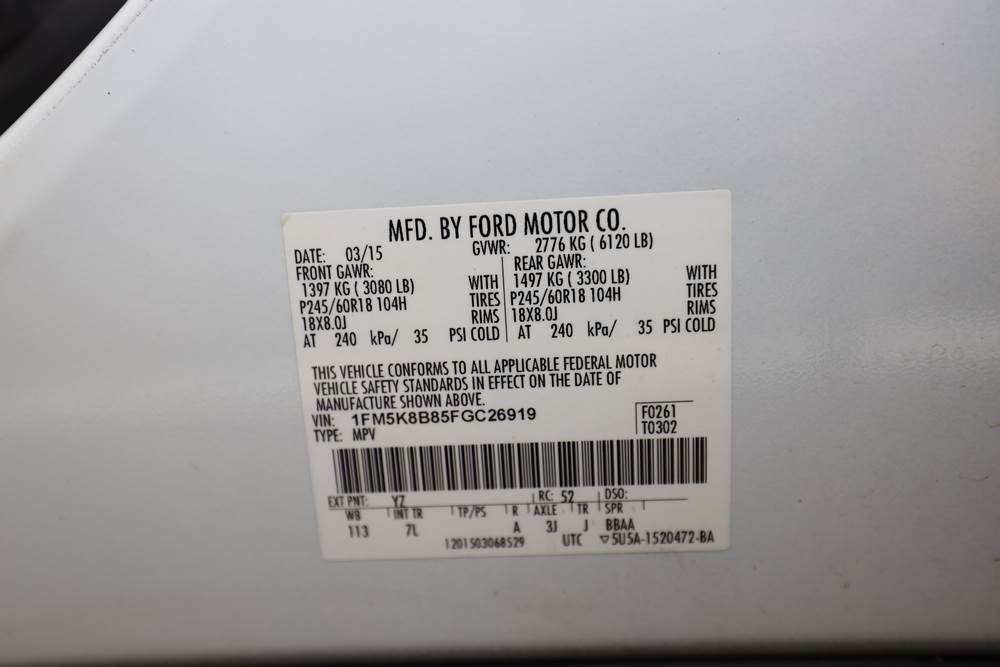 MFD. BY FORD MOTOR CO.
DATE: 03/15 GVWR: 2776 KG ( 6120 LB)
FRONT GAWR: REAR GAWR:
1397 KG ( 3080 LB) WITH 1497 KG ( 3300 LB) WITH
P245/60R18 104H TIRES P245/60R18 104H TIRES
18X8.0J RIMS 18X8.0J RIMS
AT 240 kPa/ 35 PSI COLD AT 240 kPa/ 35 PSI COLD
THIS VEHICLE CONFORMS TO ALL APPLICABLE FEDERAL MOTOR
VEHICLE SAFETY STANDARDS IN EFFECT ON THE DATE OF
MANUFACTURE SHOWN ABOVE.
VIN: 1FM5K8B85FGC26919 F0261
TYPE: MPV T0302
EXT PNT: YZ RC: 52 DSO:
WB INT TR TP/PS R AXLE TR SPR
113 7L A 3J J BBAA
1201503068529 UTC ▽5U5A-1520472-BA